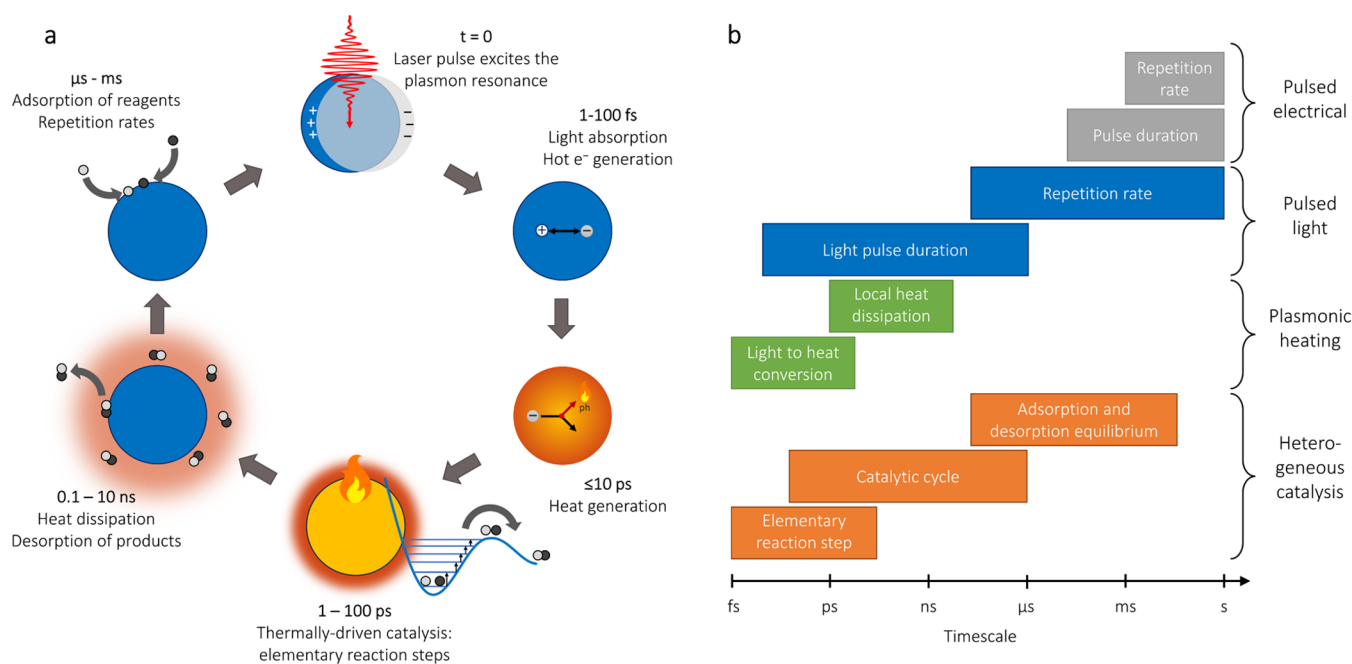 a
t = 0
Laser pulse excites the
plasmon resonance
+
+
+
−
−
−
1-100 fs
Light absorption
Hot e⁻ generation
+
−
−
ph
≤10 ps
Heat generation
1 – 100 ps
Thermally-driven catalysis:
elementary reaction steps
0.1 – 10 ns
Heat dissipation
Desorption of products
µs - ms
Adsorption of reagents
Repetition rates
b
Repetition
rate
Pulse duration
Pulsed
electrical
Repetition rate
Light pulse duration
Pulsed
light
Local heat
dissipation
Light to heat
conversion
Plasmonic
heating
Adsorption and
desorption equilibrium
Catalytic cycle
Elementary
reaction step
Hetero-
geneous
catalysis
fs
ps
ns
µs
ms
s
Timescale